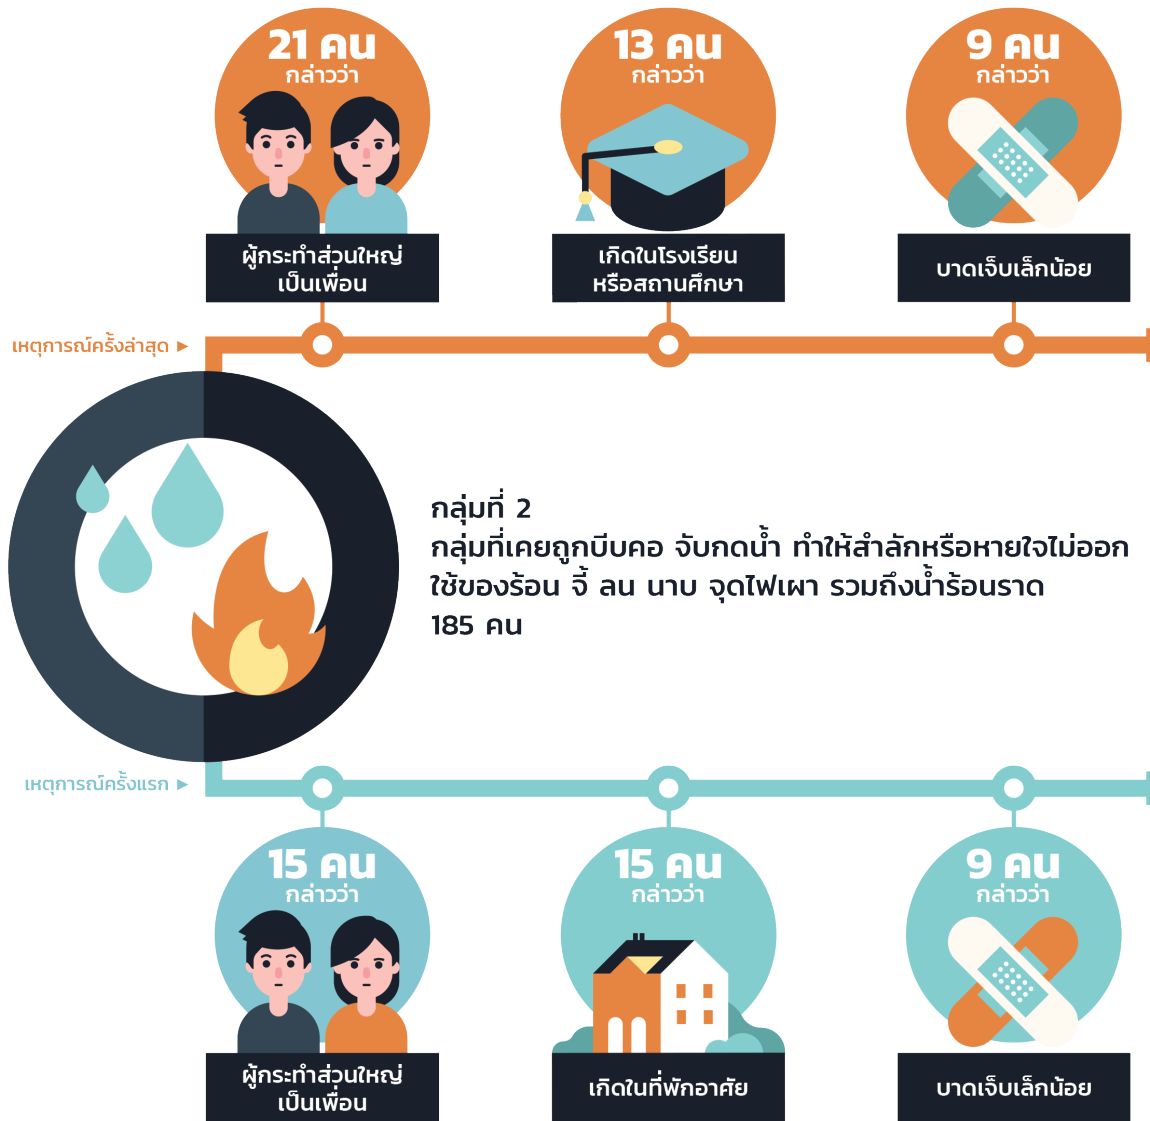 21 คน
กล่าวว่า
ผู้กระทำส่วนใหญ่
เป็นเพื่อน
13 คน
กล่าวว่า
เกิดในโรงเรียน
หรือสถานศึกษา
9 คน
กล่าวว่า
บาดเจ็บเล็กน้อย
เหตุการณ์ครั้งล่าสุด ►
กลุ่มที่ 2
กลุ่มที่เคยถูกบีบคอ จับกดน้ำ ทำให้สำลักหรือหายใจไม่ออก
ใช้ของร้อน จี้ ลน นาบ จุดไฟเผา รวมถึงน้ำร้อนราด
185 คน
เหตุการณ์ครั้งแรก ►
15 คน
กล่าวว่า
ผู้กระทำส่วนใหญ่
เป็นเพื่อน
15 คน
กล่าวว่า
เกิดในที่พักอาศัย
9 คน
กล่าวว่า
บาดเจ็บเล็กน้อย